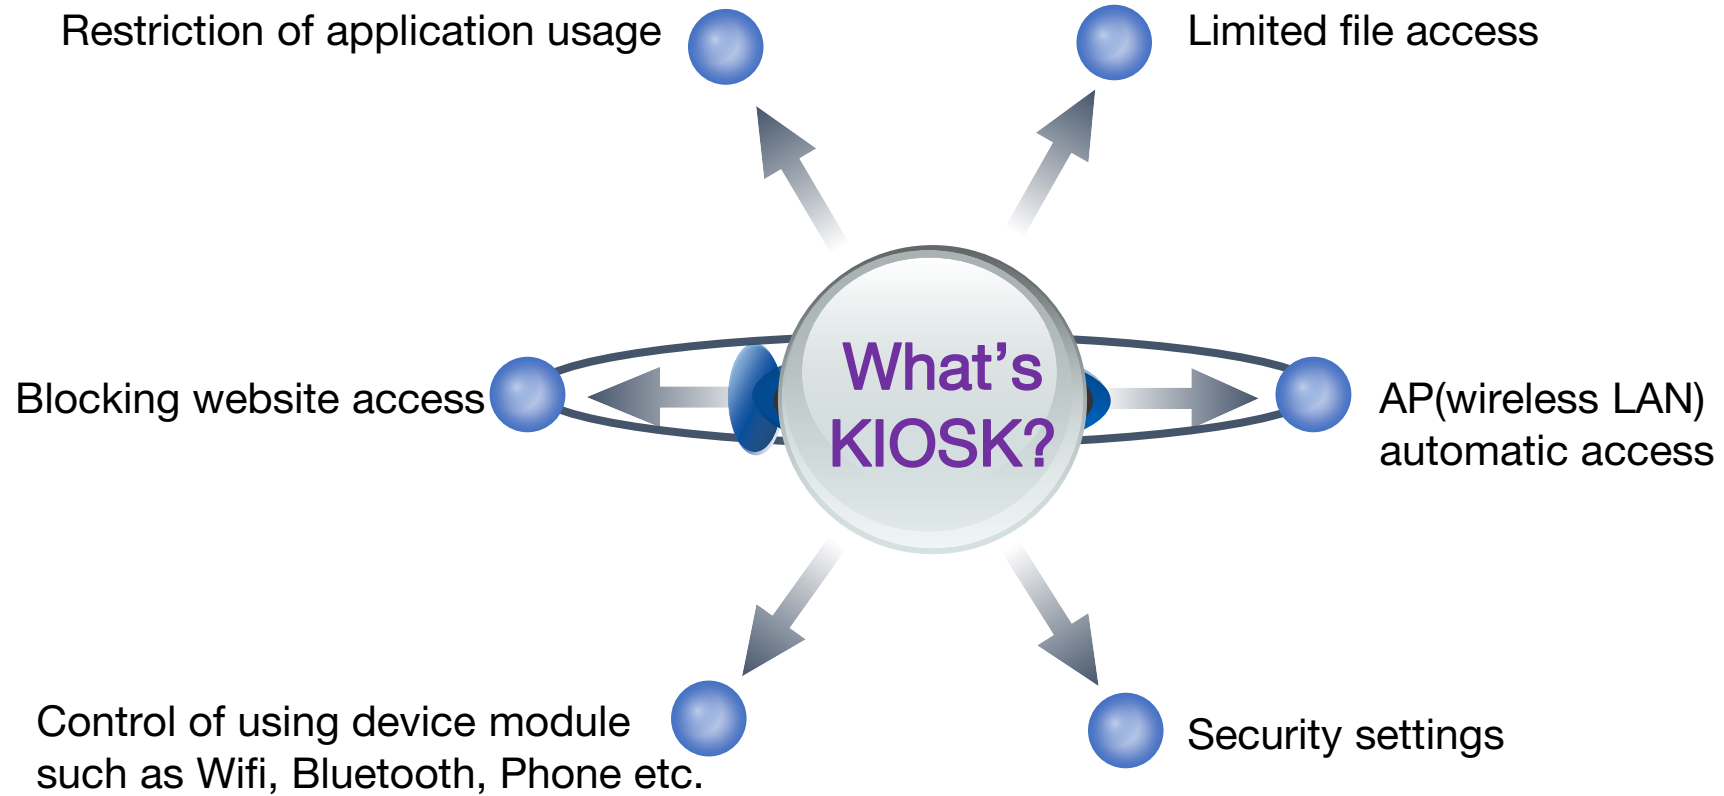 Restriction of application usage
Limited file access
What's
KIOSK?
Blocking website access
AP(wireless LAN)
automatic access
Control of using device module
such as Wifi, Bluetooth, Phone etc.
Security settings